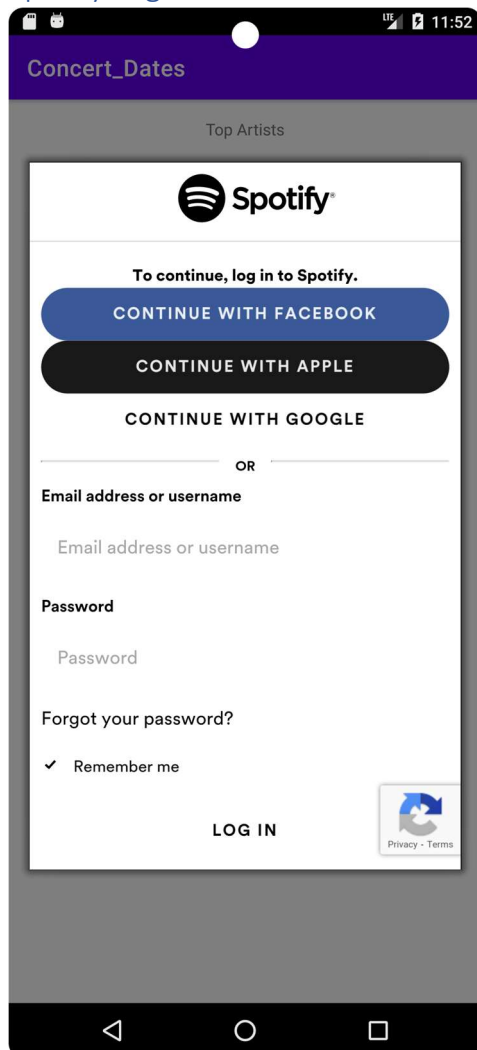 LTE 11:52
Concert_Dates
Top Artists
Spotify®
To continue, log in to Spotify.
CONTINUE WITH FACEBOOK
CONTINUE WITH APPLE
CONTINUE WITH GOOGLE
OR
Email address or username
Email address or username
Password
Password
Forgot your password?
Remember me
LOG IN
Privacy - Terms